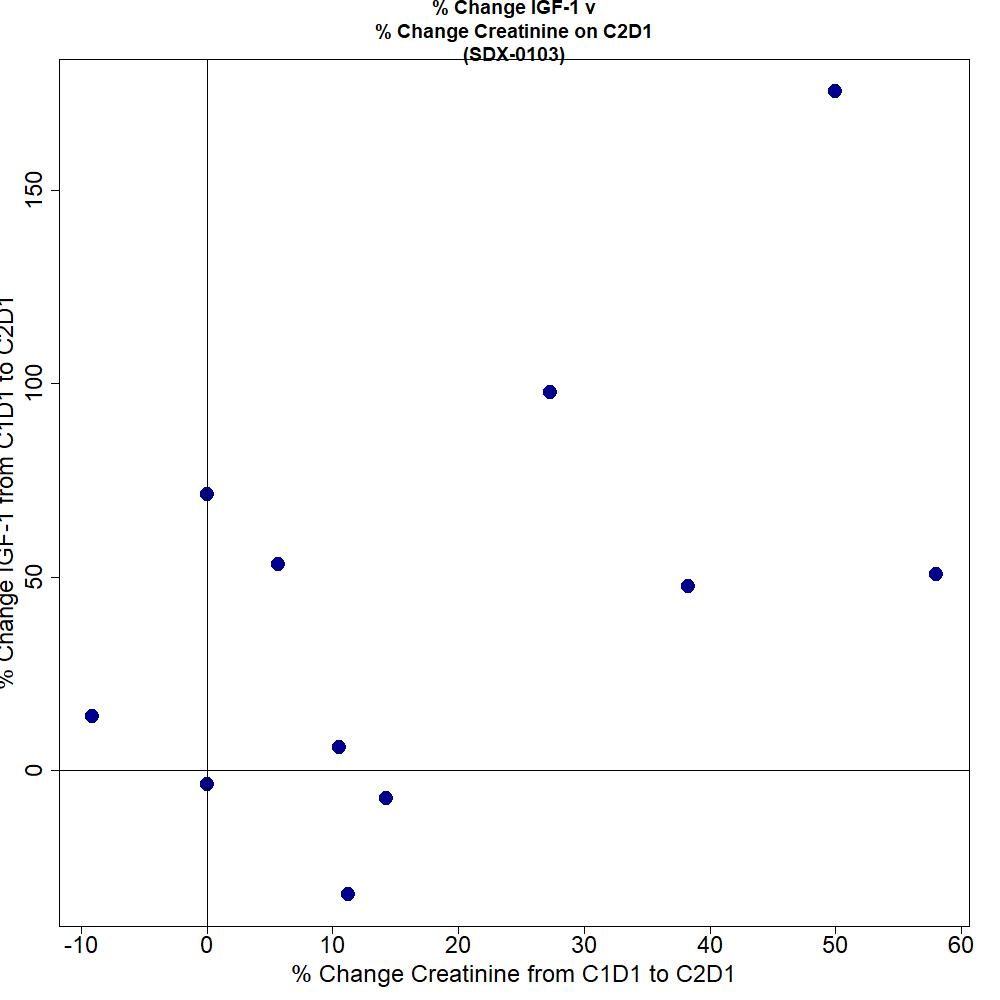 % Change IGF-1 v
% Change Creatinine on C2D1
(SDX-0103)
% Change IGF-1 from C1D1 to C2D1
150
100
50
0
-10 0 10 20 30 40 50 60
% Change Creatinine from C1D1 to C2D1